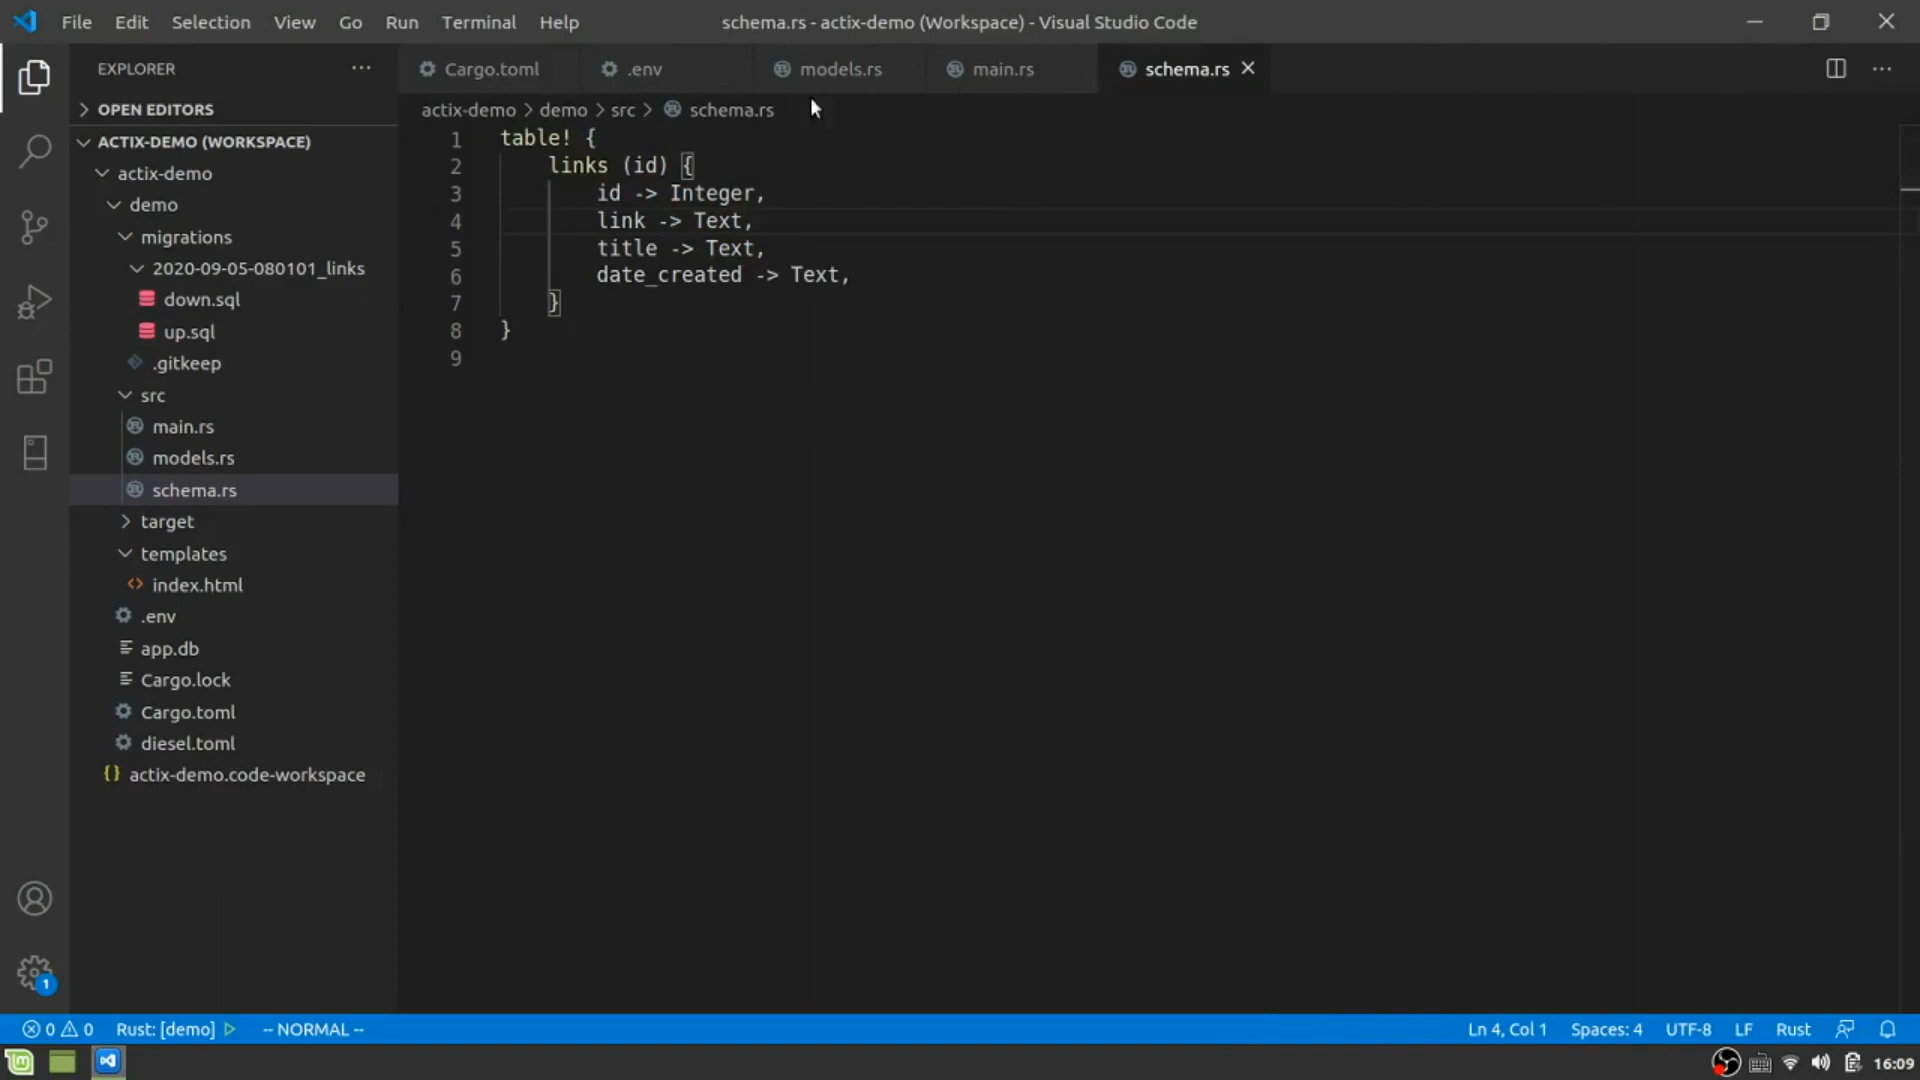 File Edit Selection View Go Run Terminal Help schema.rs - actix-demo (Workspace) - Visual Studio Code
EXPLORER
Cargo.toml .env models.rs main.rs schema.rs
OPEN EDITORS
actix-demo > demo > src > schema.rs
ACTIX-DEMO (WORKSPACE)
actix-demo
demo
migrations
2020-09-05-080101_links
down.sql
up.sql
.gitkeep
src
main.rs
models.rs
schema.rs
target
templates
index.html
.env
app.db
Cargo.lock
Cargo.toml
diesel.toml
{} actix-demo.code-workspace
1 table! {
2 links (id) {
3 id -> Integer,
4 link -> Text,
5 title -> Text,
6 date_created -> Text,
7 }
8 }
9
1
0 0 Rust: [demo] -- NORMAL -- Ln 4, Col 1 Spaces: 4 UTF-8 LF Rust
16:09